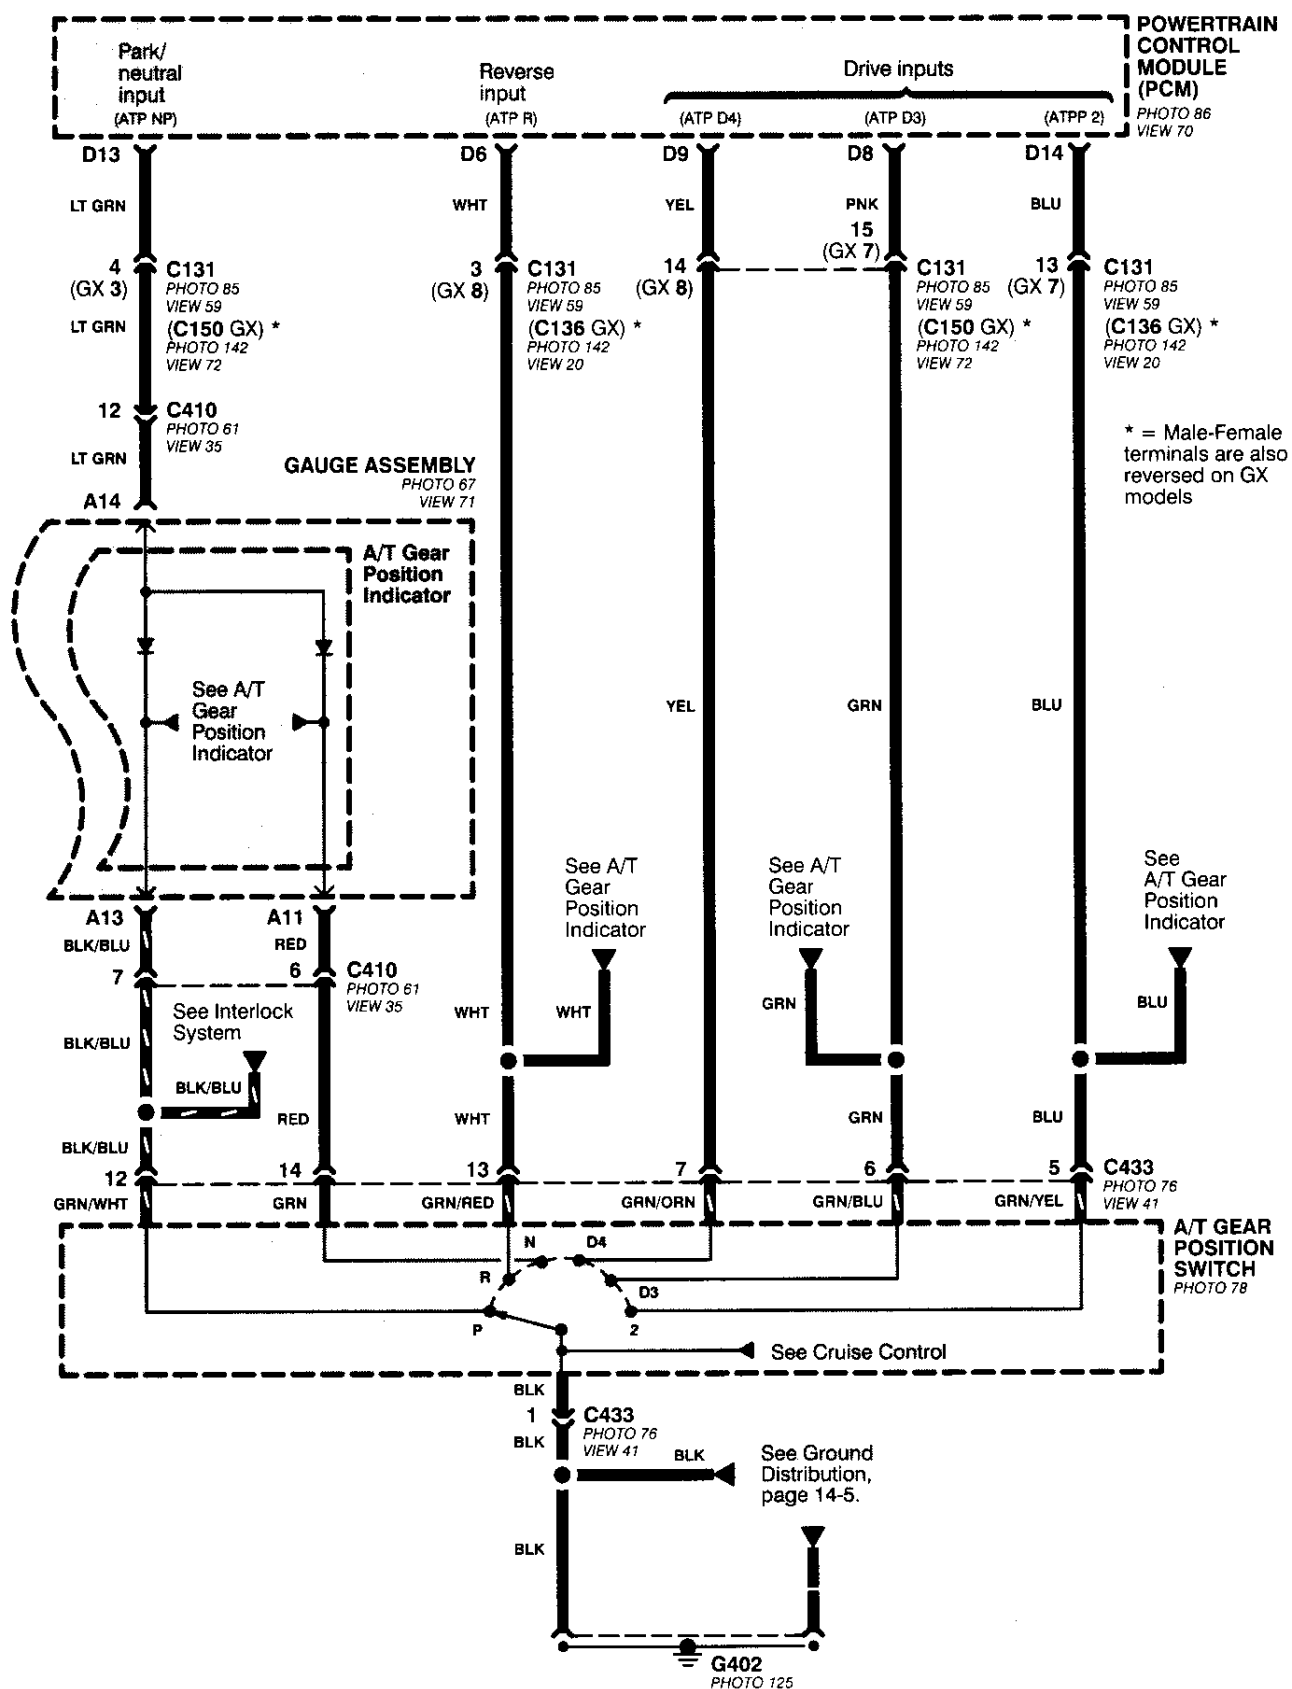 POWERTRAIN
CONTROL
MODULE
(PCM)
PHOTO 86
VIEW 70
Park/
neutral
input
(ATP NP)
Reverse
input
(ATP R)
Drive inputs
(ATP D4)
(ATP D3)
(ATPP 2)
D13
D6
D9
D8
D14
LT GRN
WHT
YEL
PNK
BLU
4
(GX 3)
C131
PHOTO 85
VIEW 59
(C150 GX) *
PHOTO 142
VIEW 72
3
(GX 8)
C131
PHOTO 85
VIEW 59
(C136 GX) *
PHOTO 142
VIEW 20
14
(GX 8)
15
(GX 7)
C131
PHOTO 85
VIEW 59
(C150 GX) *
PHOTO 142
VIEW 72
13
(GX 7)
C131
PHOTO 85
VIEW 59
(C136 GX) *
PHOTO 142
VIEW 20
LT GRN
12
C410
PHOTO 61
VIEW 35
LT GRN
A14
* = Male-Female
terminals are also
reversed on GX
models
GAUGE ASSEMBLY
PHOTO 67
VIEW 71
A/T Gear
Position
Indicator
See A/T
Gear
Position
Indicator
YEL
GRN
BLU
A13
A11
BLK/BLU
RED
7
6
C410
PHOTO 61
VIEW 35
See Interlock
System
BLK/BLU
BLK/BLU
RED
BLK/BLU
See A/T
Gear
Position
Indicator
WHT
WHT
WHT
See A/T
Gear
Position
Indicator
GRN
GRN
See
A/T Gear
Position
Indicator
BLU
BLU
12
14
13
7
6
5
C433
PHOTO 76
VIEW 41
GRN/WHT
GRN
GRN/RED
GRN/ORN
GRN/BLU
GRN/YEL
A/T GEAR
POSITION
SWITCH
PHOTO 78
N
D4
R
D3
P
2
See Cruise Control
BLK
1
C433
PHOTO 76
VIEW 41
BLK
BLK
See Ground
Distribution,
page 14-5.
BLK
G402
PHOTO 125